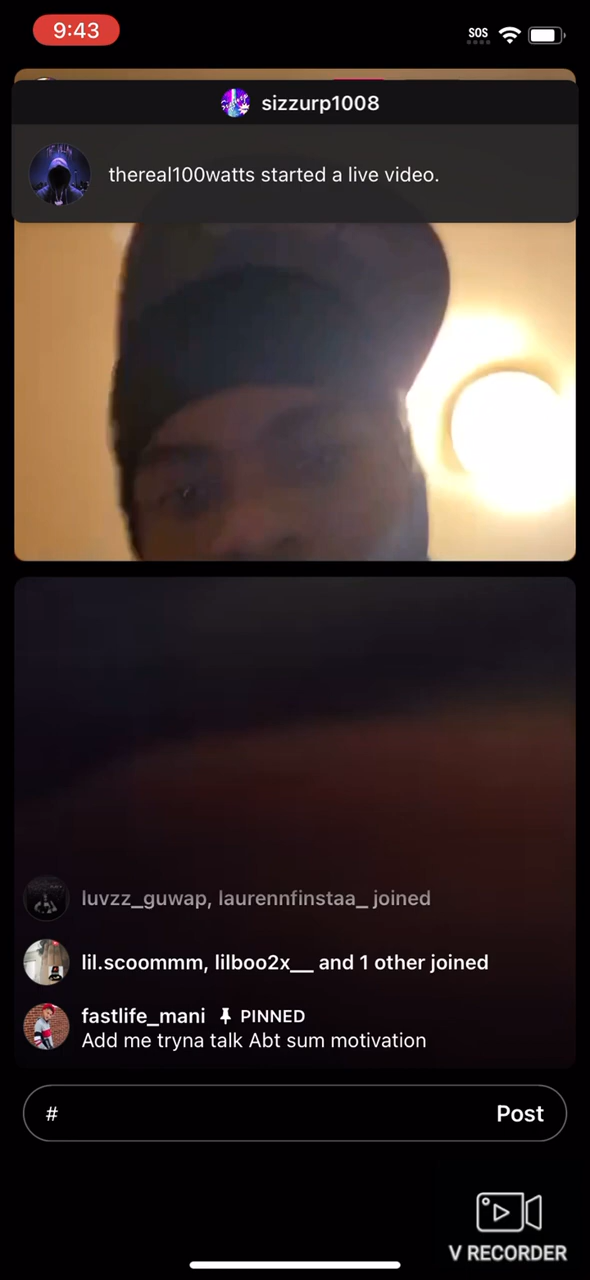 9:43
SOS
sizzurp1008
thereal100watts started a live video.
luvzz_guwap, laurennfinstaa_ joined
lil.scoommm, lilboo2x__ and 1 other joined
fastlife_mani PINNED
Add me tryna talk Abt sum motivation
# Post
V RECORDER